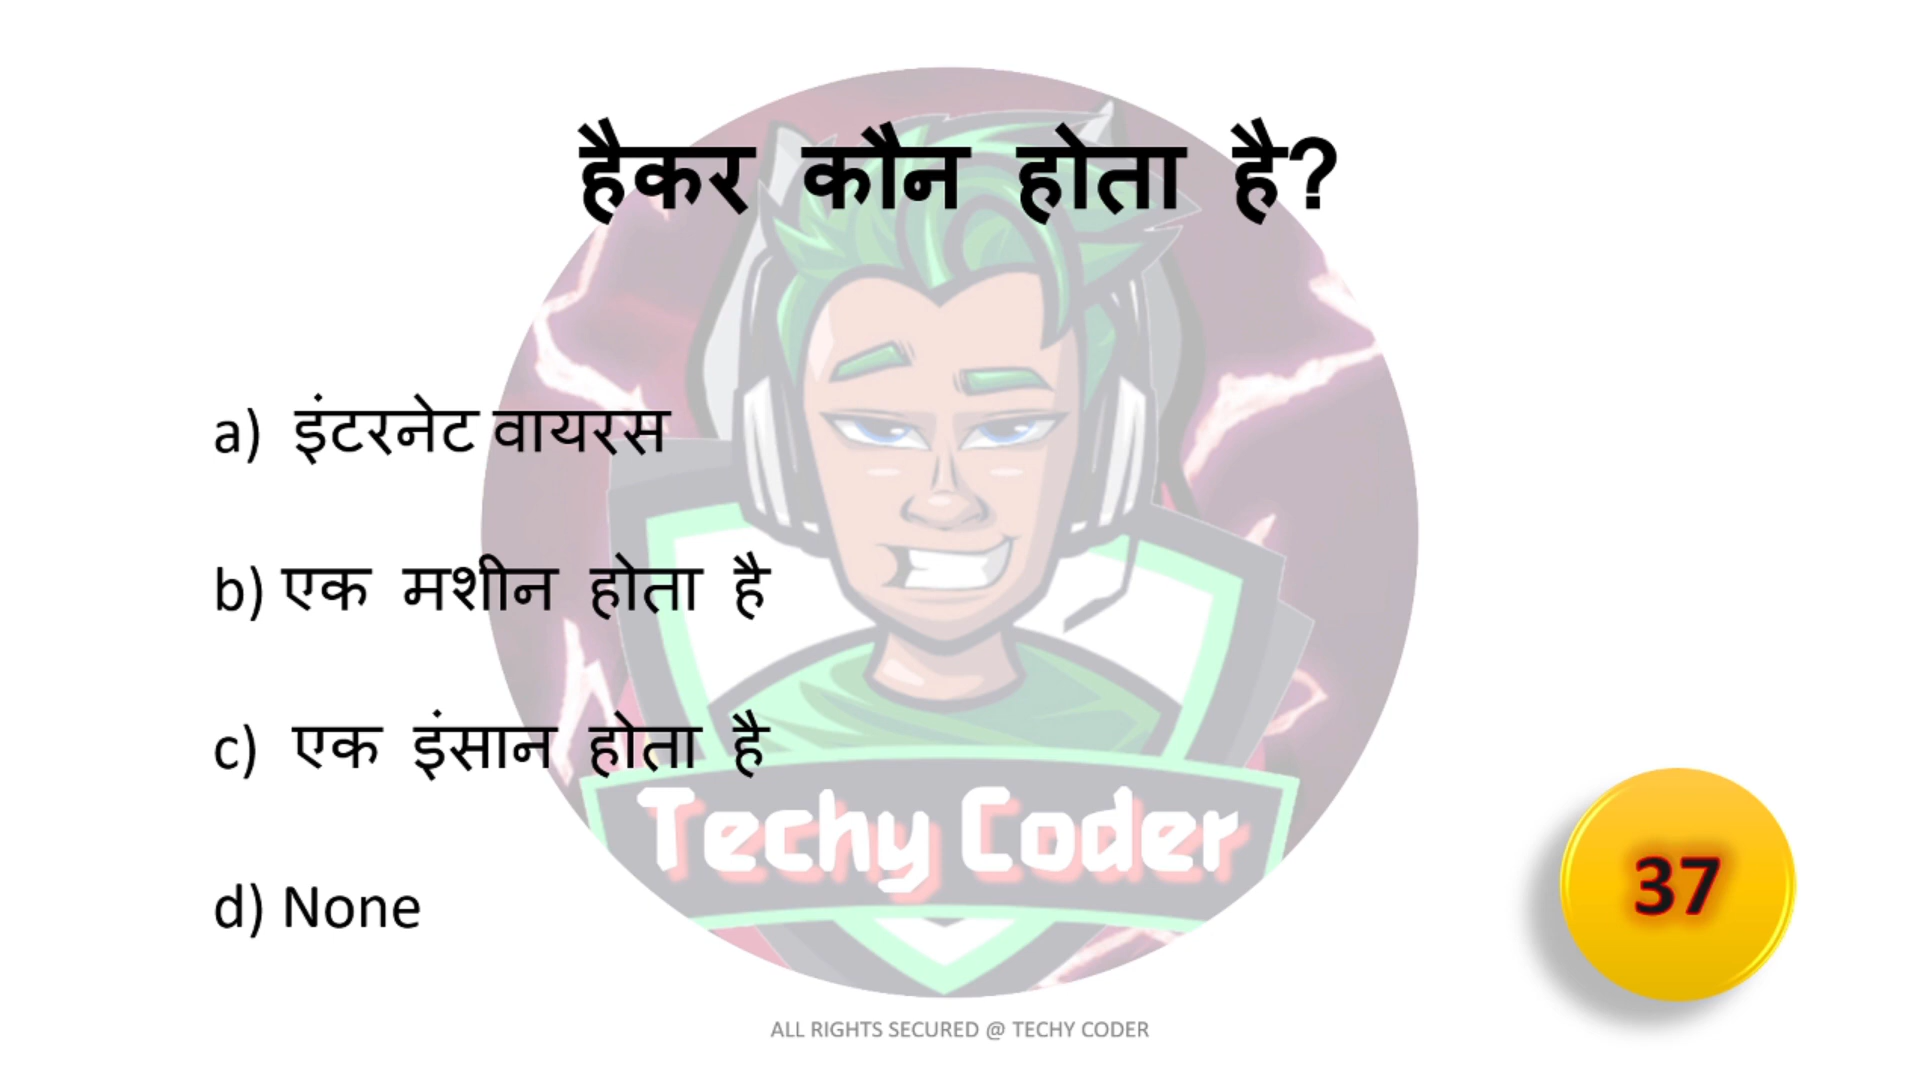 हैकर कौन होता है?
a) इंटरनेट वायरस
b) एक मशीन होता है
c) एक इंसान होता है
Techy Coder
d) None
37
ALL RIGHTS SECURED @ TECHY CODER